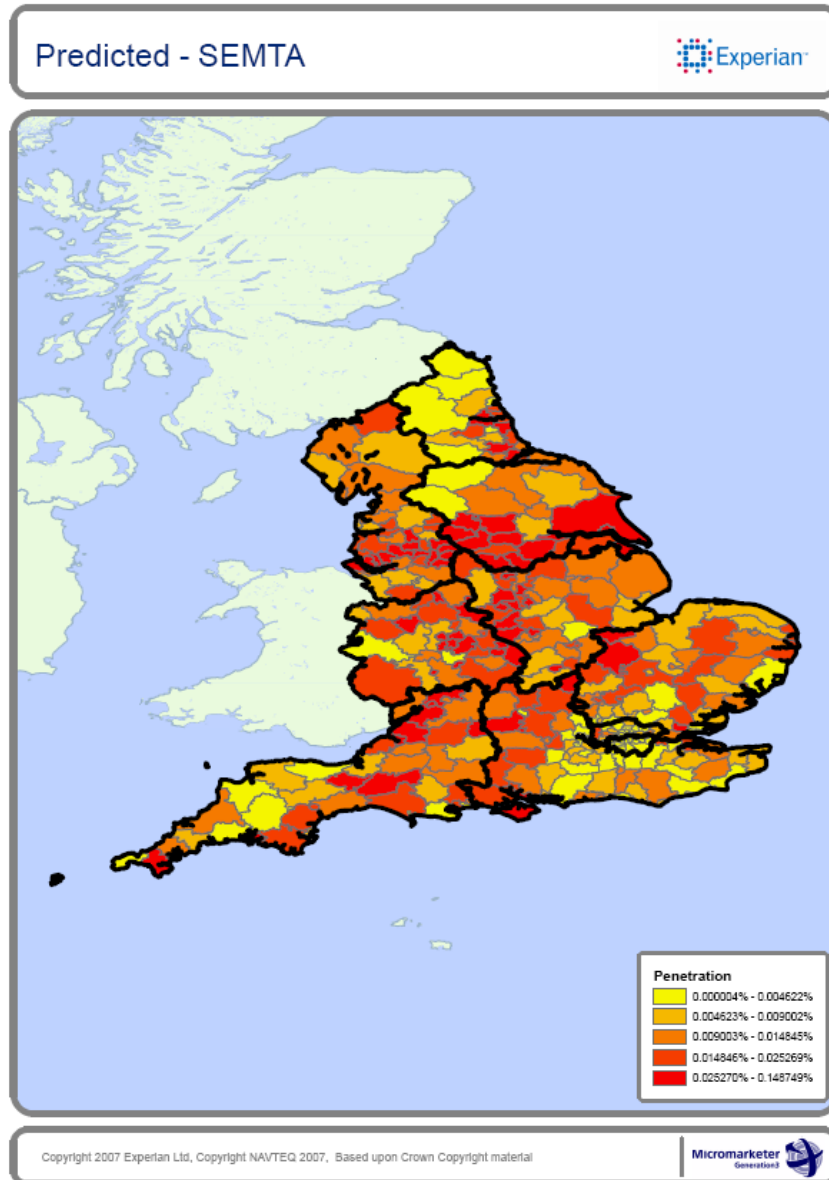 Predicted - SEMTA
Experian™
Penetration
0.000004% - 0.004622%
0.004623% - 0.009002%
0.009003% - 0.014845%
0.014846% - 0.025269%
0.025270% - 0.148749%
Copyright 2007 Experian Ltd, Copyright NAVTEQ 2007, Based upon Crown Copyright material
Micromarketer
Generation3